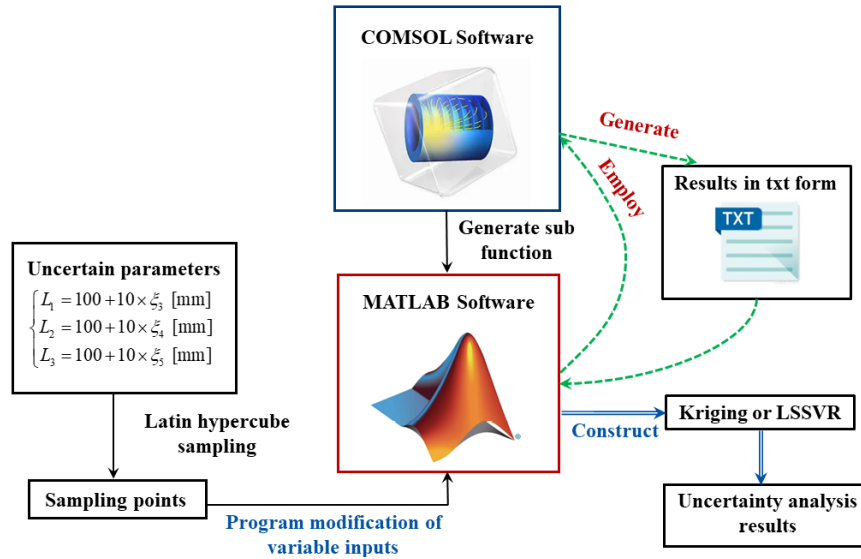 COMSOL Software
Generate
Employ
Results in txt form
TXT
Generate sub
function
Uncertain parameters
L₁ = 100 + 10 × ξ₃ [mm]
L₂ = 100 + 10 × ξ₄ [mm]
L₃ = 100 + 10 × ξ₅ [mm]
MATLAB Software
Latin hypercube
sampling
Construct
Kriging or LSSVR
Sampling points
Program modification of
variable inputs
Uncertainty analysis
results